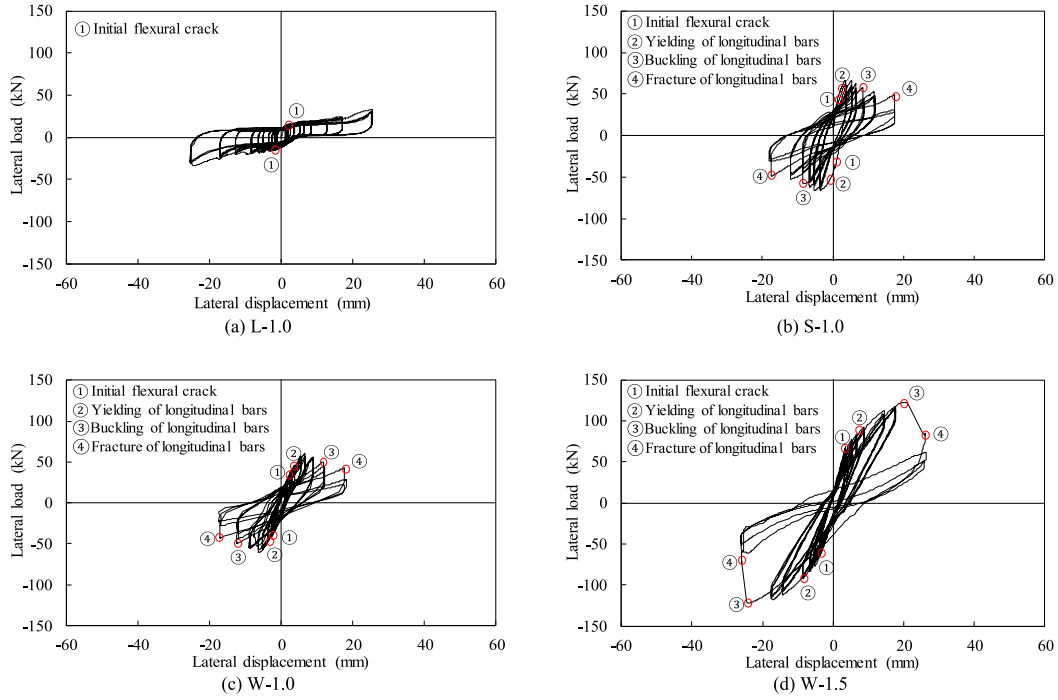 150
100
50
0
-50
-100
-150
Lateral load (kN)
① Initial flexural crack
①
①
-60 -40 -20 0 20 40 60
Lateral displacement (mm)
(a) L-1.0
150
100
50
0
-50
-100
-150
Lateral load (kN)
① Initial flexural crack
② Yielding of longitudinal bars
③ Buckling of longitudinal bars
④ Fracture of longitudinal bars
② ③
① ④
①
④ ②
③
-60 -40 -20 0 20 40 60
Lateral displacement (mm)
(b) S-1.0
150
100
50
0
-50
-100
-150
Lateral load (kN)
① Initial flexural crack
② Yielding of longitudinal bars
③ Buckling of longitudinal bars
④ Fracture of longitudinal bars
② ③
① ④
④ ①
③ ②
-60 -40 -20 0 20 40 60
Lateral displacement (mm)
(c) W-1.0
150
100
50
0
-50
-100
-150
Lateral load (kN)
① Initial flexural crack
② Yielding of longitudinal bars
③ Buckling of longitudinal bars
④ Fracture of longitudinal bars
③
②
① ④
①
④
②
③
-60 -40 -20 0 20 40 60
Lateral displacement (mm)
(d) W-1.5